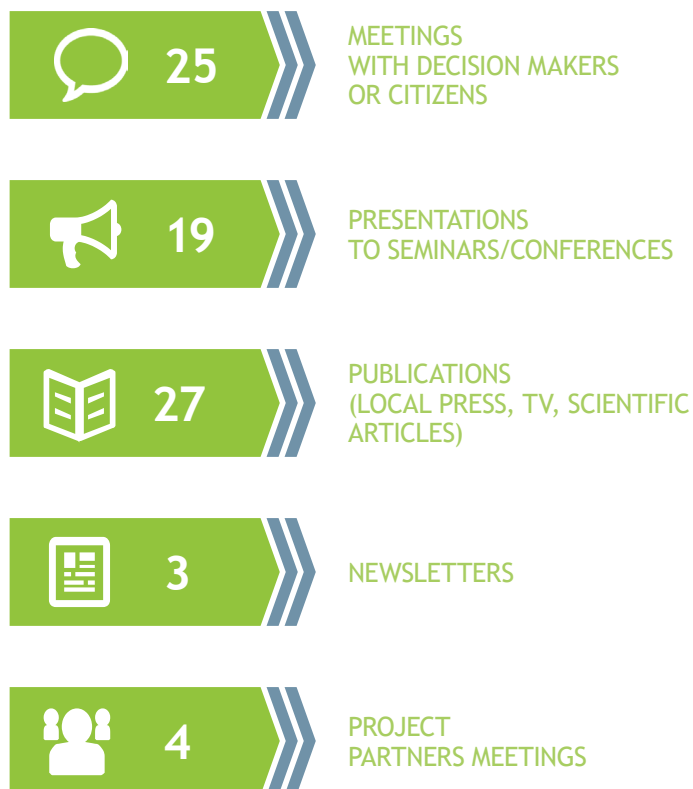 25
MEETINGS
WITH DECISION MAKERS
OR CITIZENS
19
PRESENTATIONS
TO SEMINARS/CONFERENCES
27
PUBLICATIONS
(LOCAL PRESS, TV, SCIENTIFIC
ARTICLES)
3
NEWSLETTERS
4
PROJECT
PARTNERS MEETINGS